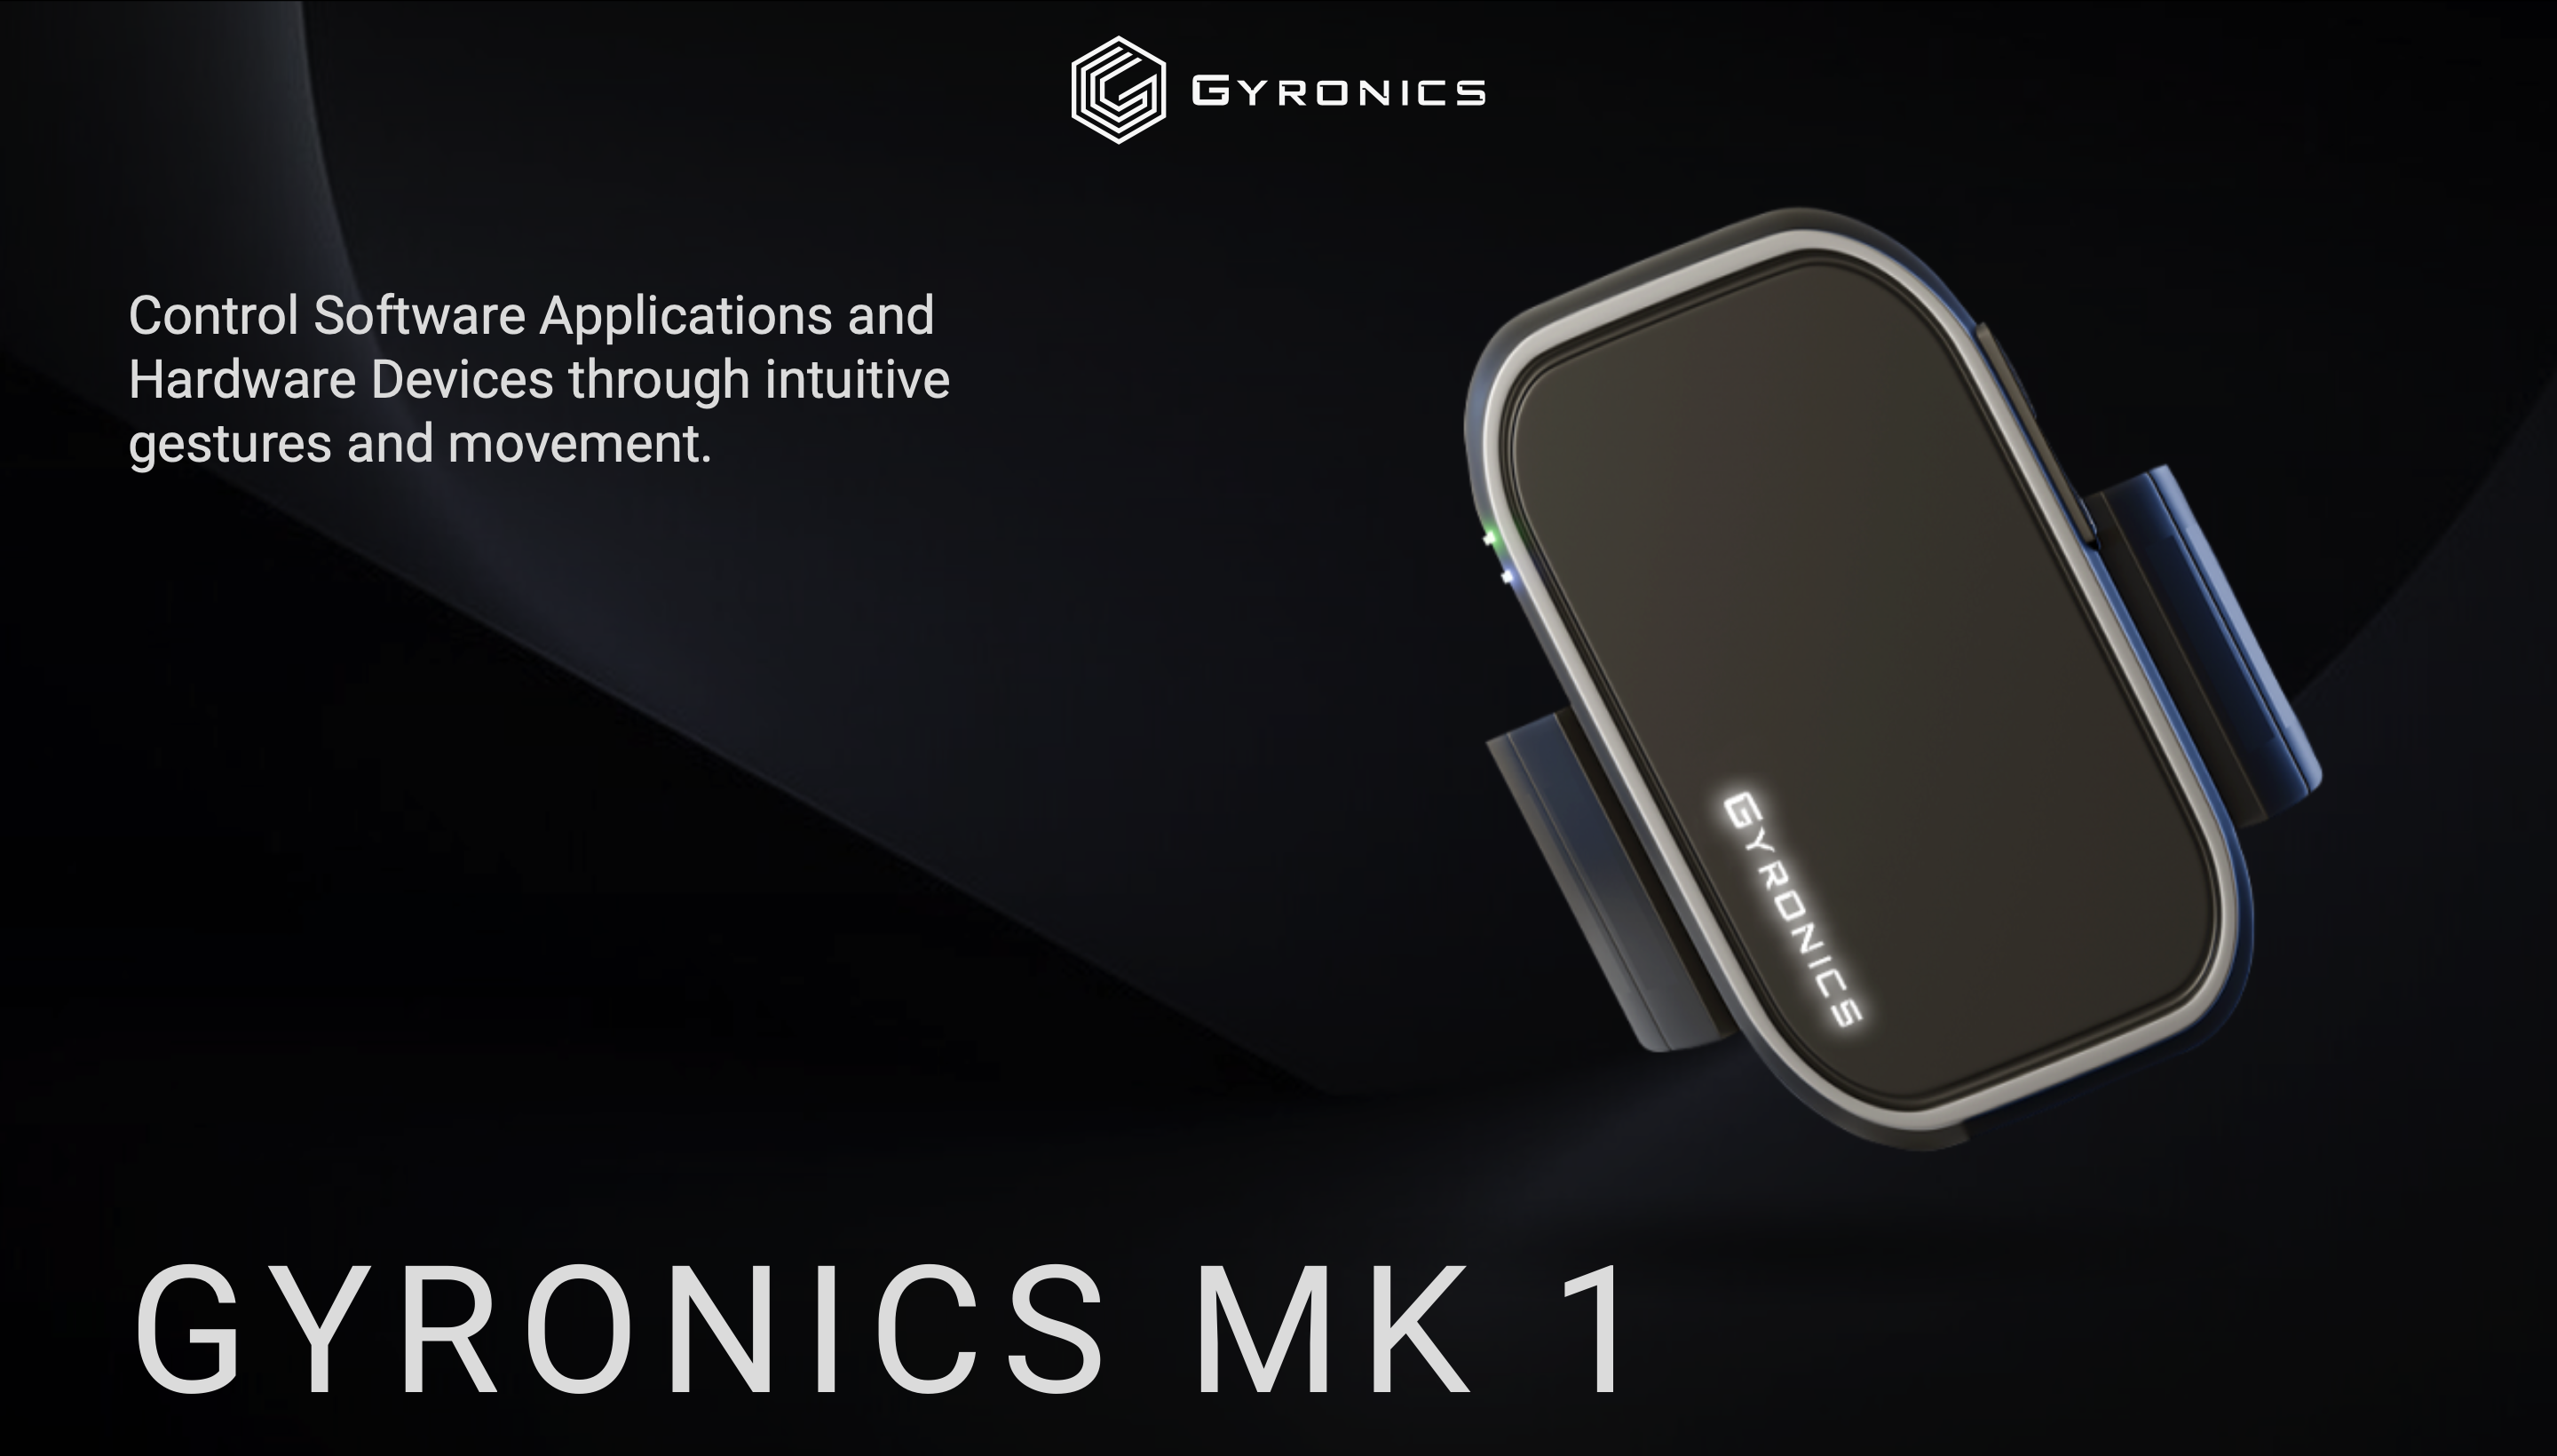 GYRONICS
Control Software Applications and
Hardware Devices through intuitive
gestures and movement.
GYRONICS
GYRONICS MK 1